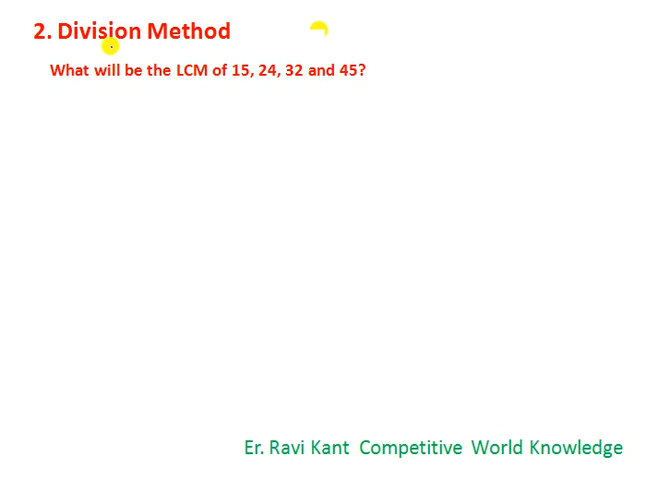 2. Division Method
What will be the LCM of 15, 24, 32 and 45?
Er. Ravi Kant Competitive World Knowledge